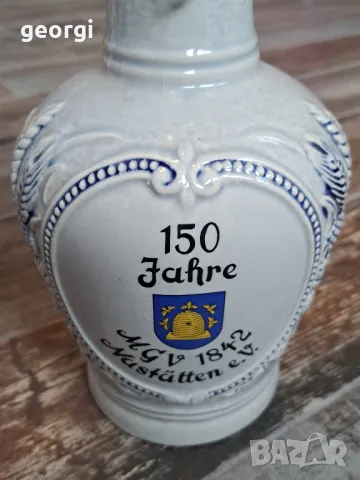 georgi
150
Jahre
MGV 1842
Nastätten e.V.
BAZAR